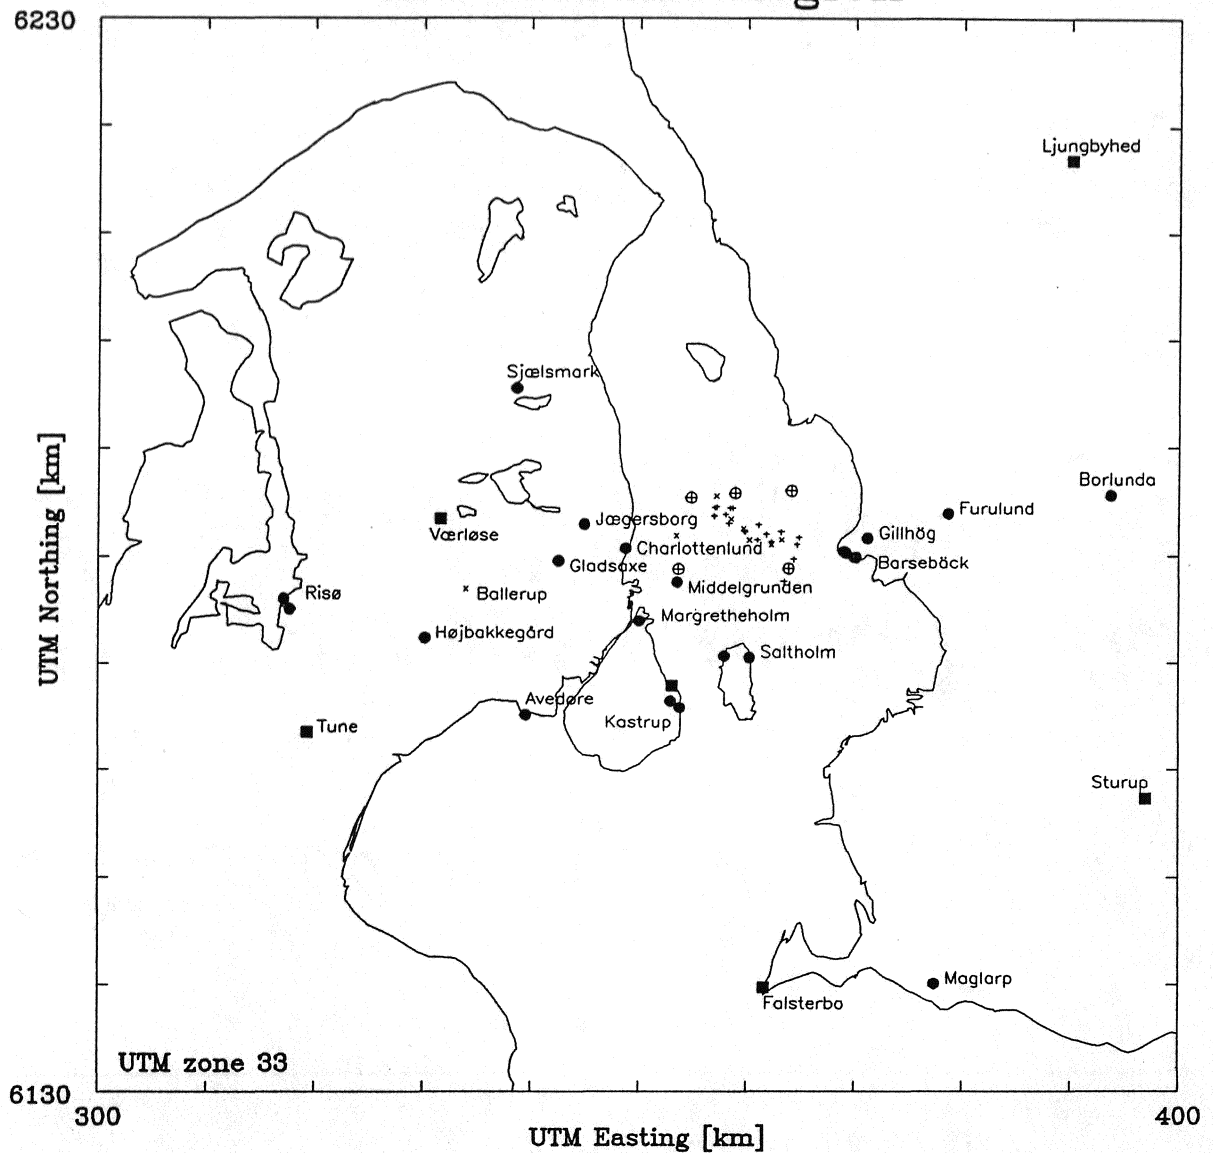 6230
Ljungbyhed
Sjælsmark
Borlunda
Furulund
Jægersborg
Værløse
Gillhög
Charlottenlund
Gladsaxe
Barsebäck
Middelgrunden
Risø
Ballerup
Margretheholm
Højbakkegård
Saltholm
Avedøre
Kastrup
Tune
Sturup
Maglarp
Falsterbo
UTM zone 33
6130
300
400
UTM Easting [km]
UTM Northing [km]